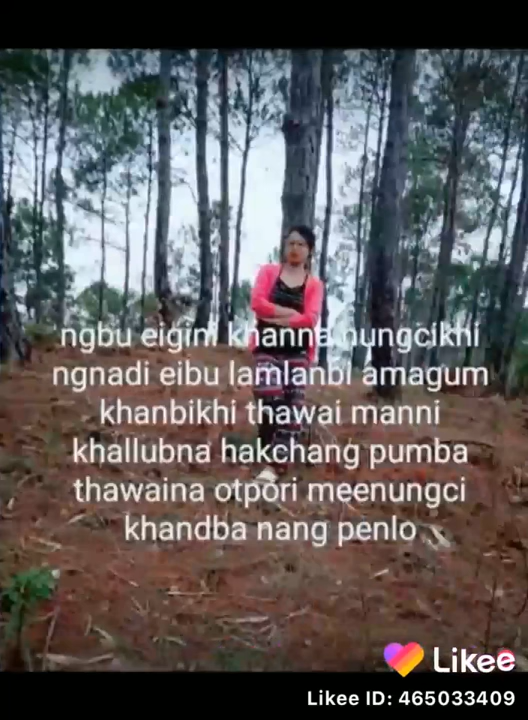 ngbu eigini khanna nungcikhi
ngnadi eibu lamlanbi amagum
khanbikhi thawai manni
khallubna hakchang pumba
thawaina otpori meenungci
khandba nang penlo
Likee
Likee ID: 465033409